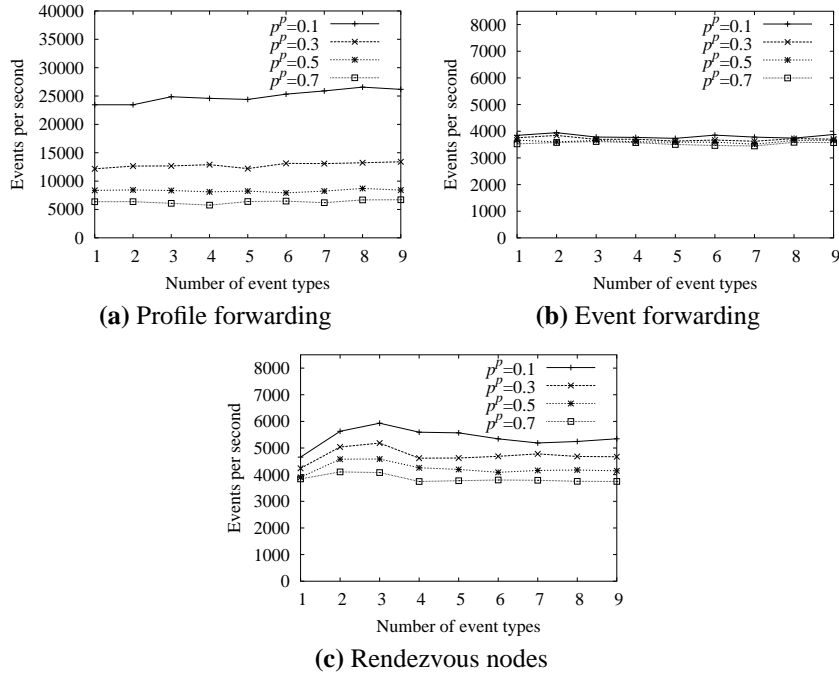 40000
35000
30000
25000
20000
15000
10000
5000
0
Events per second
p^p=0.1
p^p=0.3
p^p=0.5
p^p=0.7
1 2 3 4 5 6 7 8 9
Number of event types
(a) Profile forwarding
8000
7000
6000
5000
4000
3000
2000
1000
0
Events per second
p^p=0.1
p^p=0.3
p^p=0.5
p^p=0.7
1 2 3 4 5 6 7 8 9
Number of event types
(b) Event forwarding
8000
7000
6000
5000
4000
3000
2000
1000
0
Events per second
p^p=0.1
p^p=0.3
p^p=0.5
p^p=0.7
1 2 3 4 5 6 7 8 9
Number of event types
(c) Rendezvous nodes